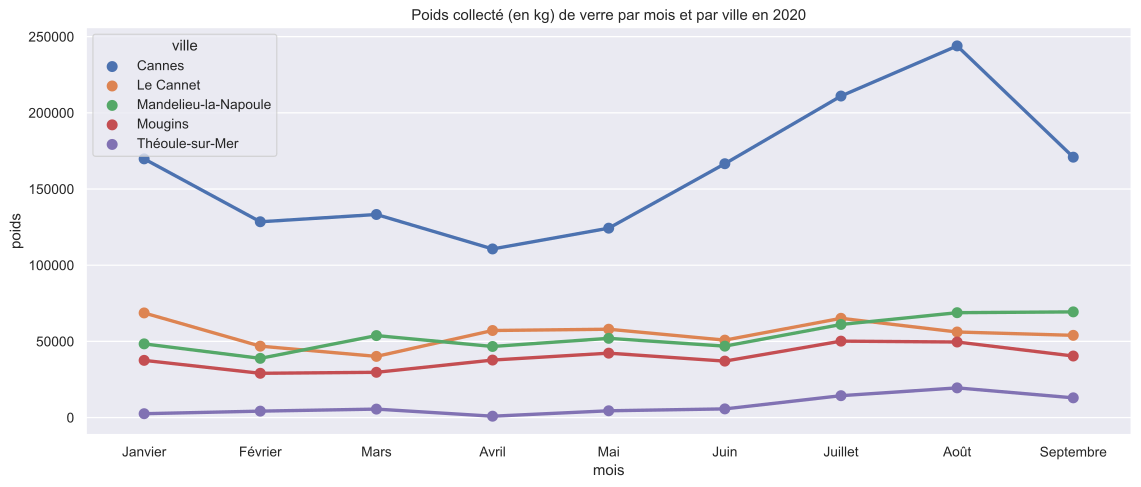 Poids collecté (en kg) de verre par mois et par ville en 2020
250000
200000
150000
100000
50000
0
poids
ville
Cannes
Le Cannet
Mandelieu-la-Napoule
Mougins
Théoule-sur-Mer
Janvier Février Mars Avril Mai Juin Juillet Août Septembre
mois